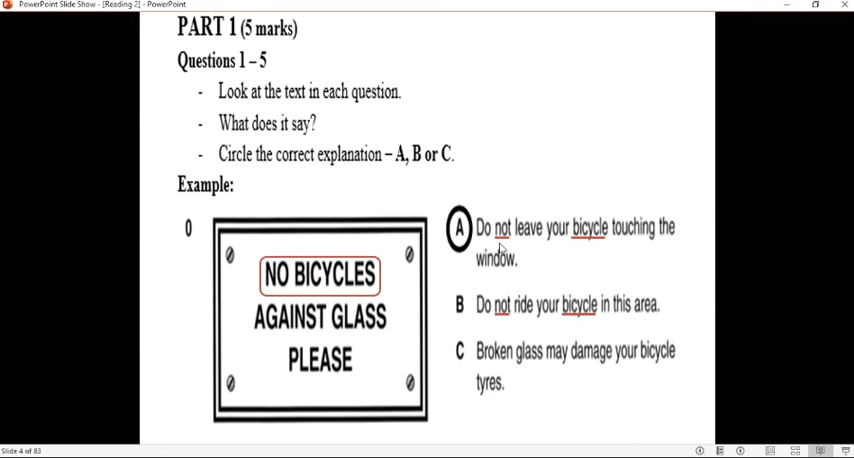 PowerPoint Slide Show - [Reading 2] - PowerPoint
PART 1 (5 marks)
Questions 1 – 5
- Look at the text in each question.
- What does it say?
- Circle the correct explanation – A, B or C.
Example:
0
NO BICYCLES
AGAINST GLASS
PLEASE
A Do not leave your bicycle touching the
window.
B Do not ride your bicycle in this area.
C Broken glass may damage your bicycle
tyres.
Slide 4 of 83